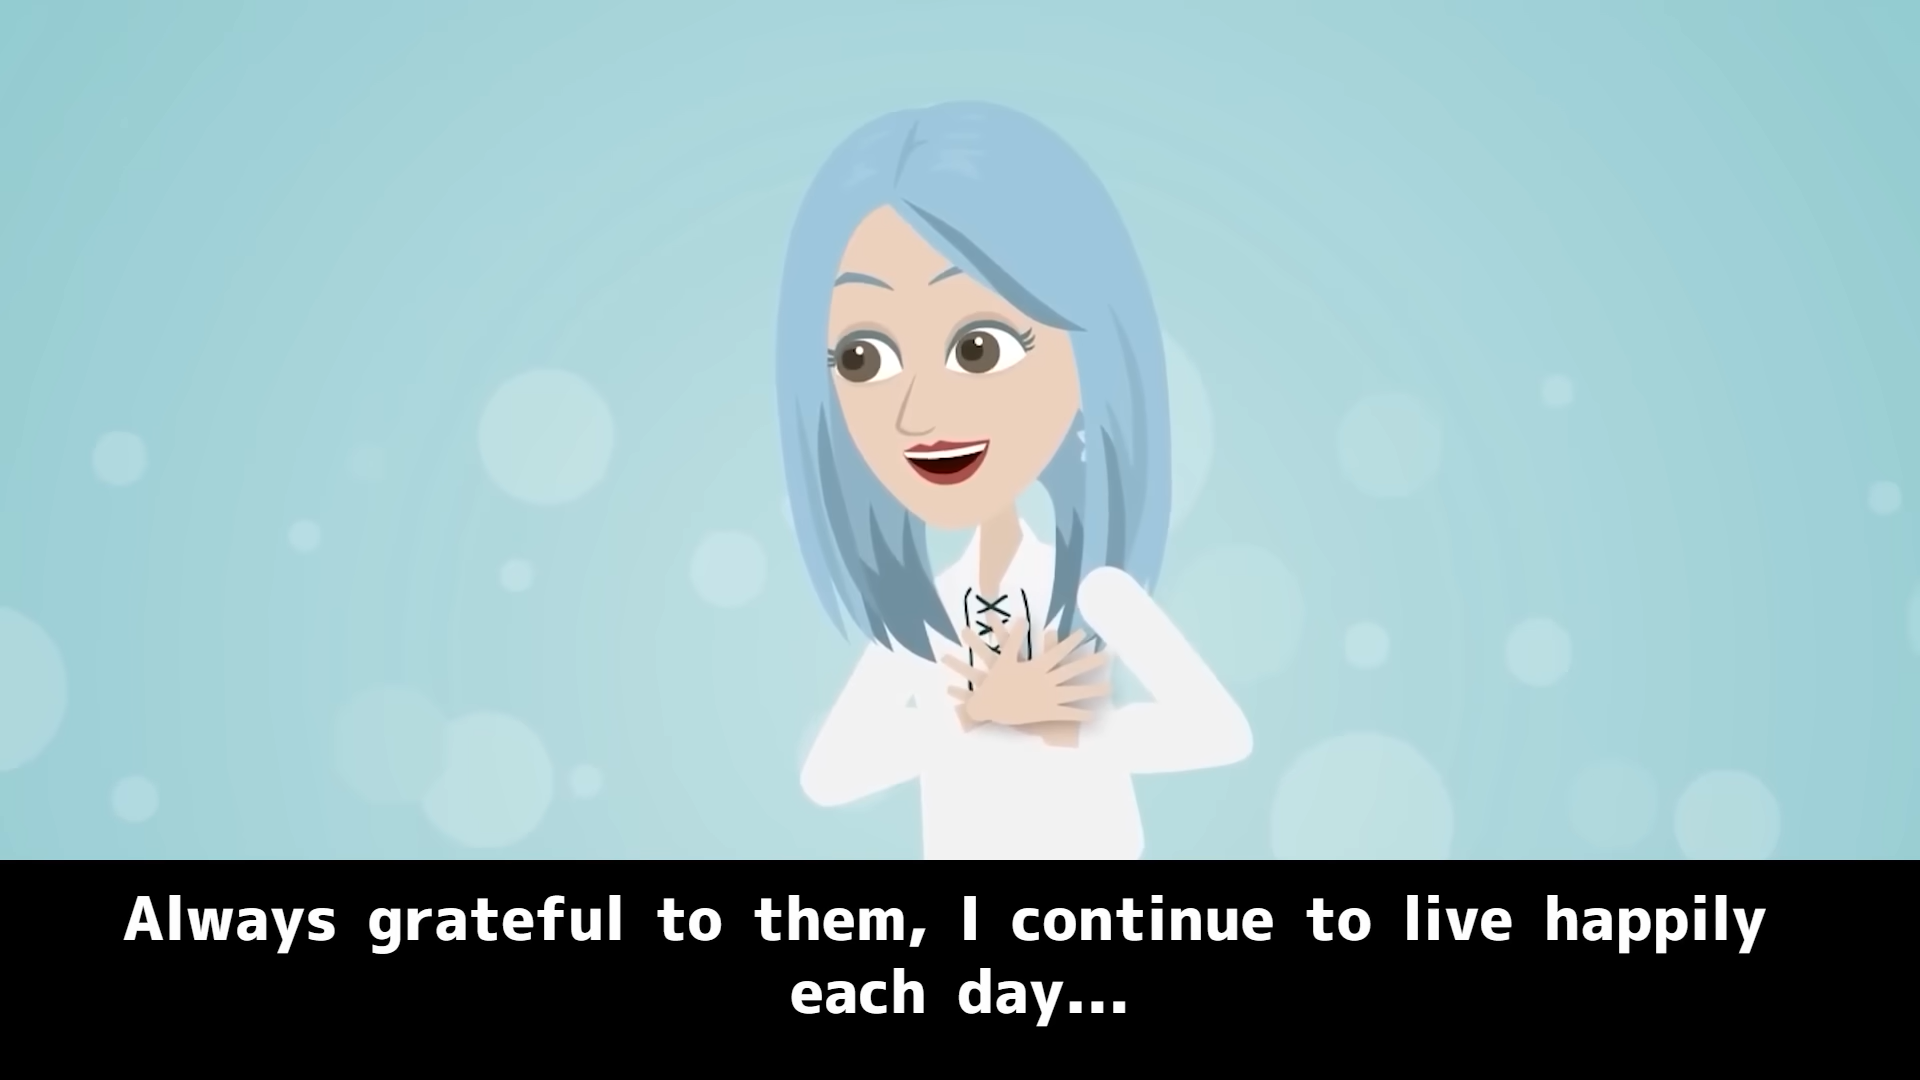 Always grateful to them, I continue to live happily
each day...